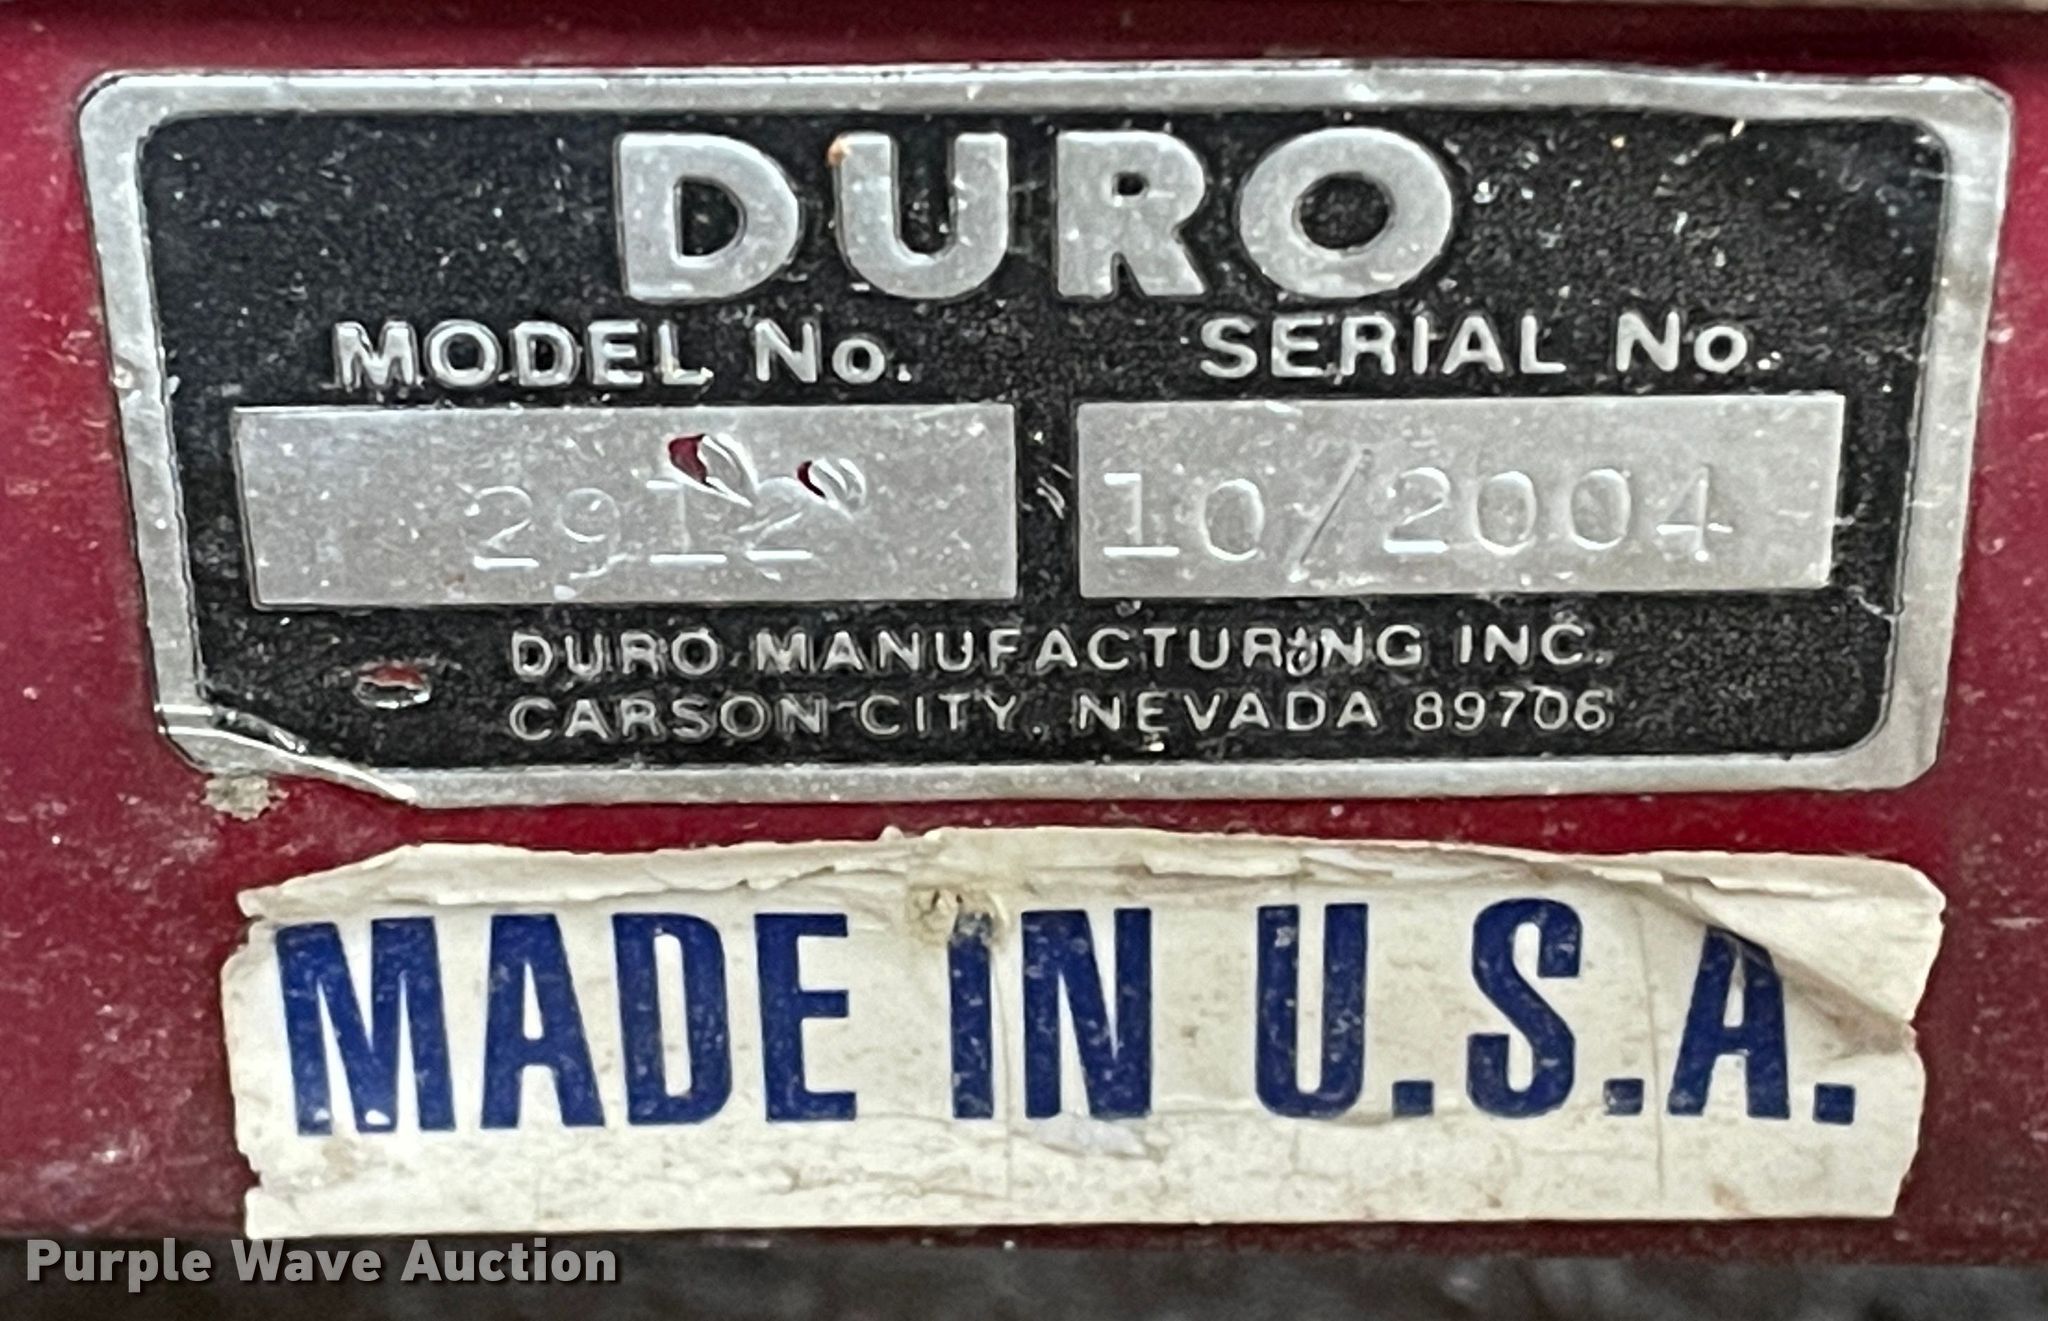 DURO
MODEL No. SERIAL No.
2912 10/2004
DURO MANUFACTURING INC.
CARSON CITY, NEVADA 89706
MADE IN U.S.A.
Purple Wave Auction